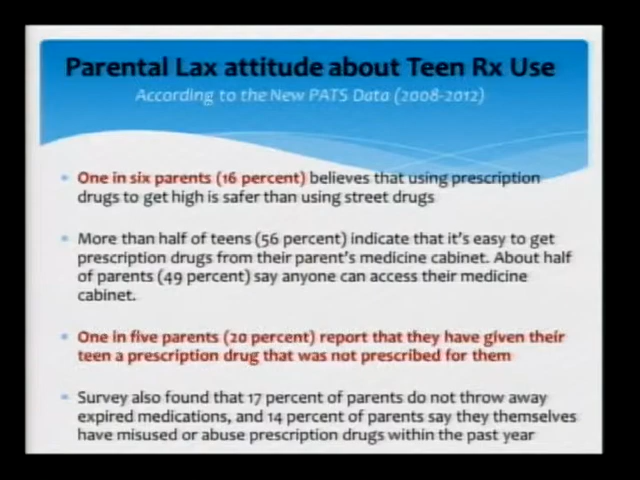 Parental Lax attitude about Teen Rx Use
According to the New PATS Data (2008-2012)
One in six parents (16 percent) believes that using prescription
drugs to get high is safer than using street drugs
More than half of teens (56 percent) indicate that it's easy to get
prescription drugs from their parent's medicine cabinet. About half
of parents (49 percent) say anyone can access their medicine
cabinet.
One in five parents (20 percent) report that they have given their
teen a prescription drug that was not prescribed for them
Survey also found that 17 percent of parents do not throw away
expired medications, and 14 percent of parents say they themselves
have misused or abuse prescription drugs within the past year